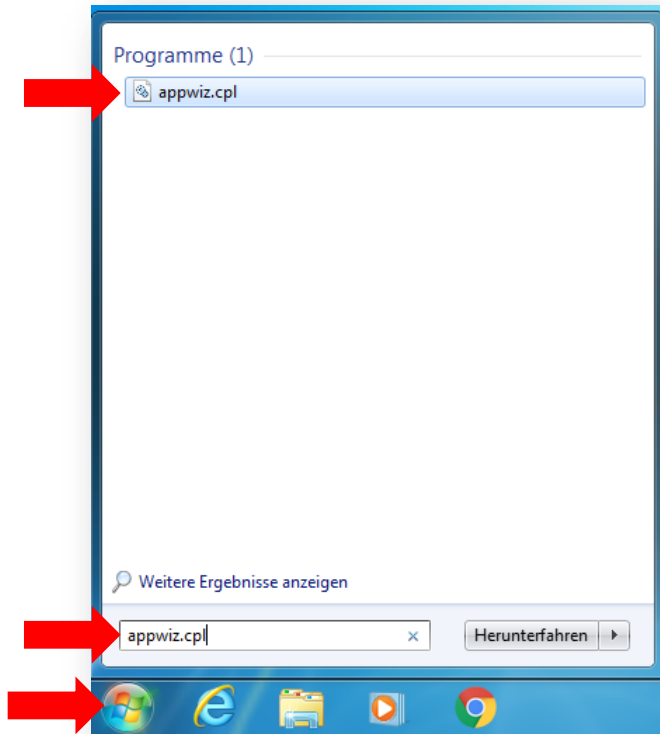 Programme (1)
appwiz.cpl
Weitere Ergebnisse anzeigen
appwiz.cpl
Herunterfahren